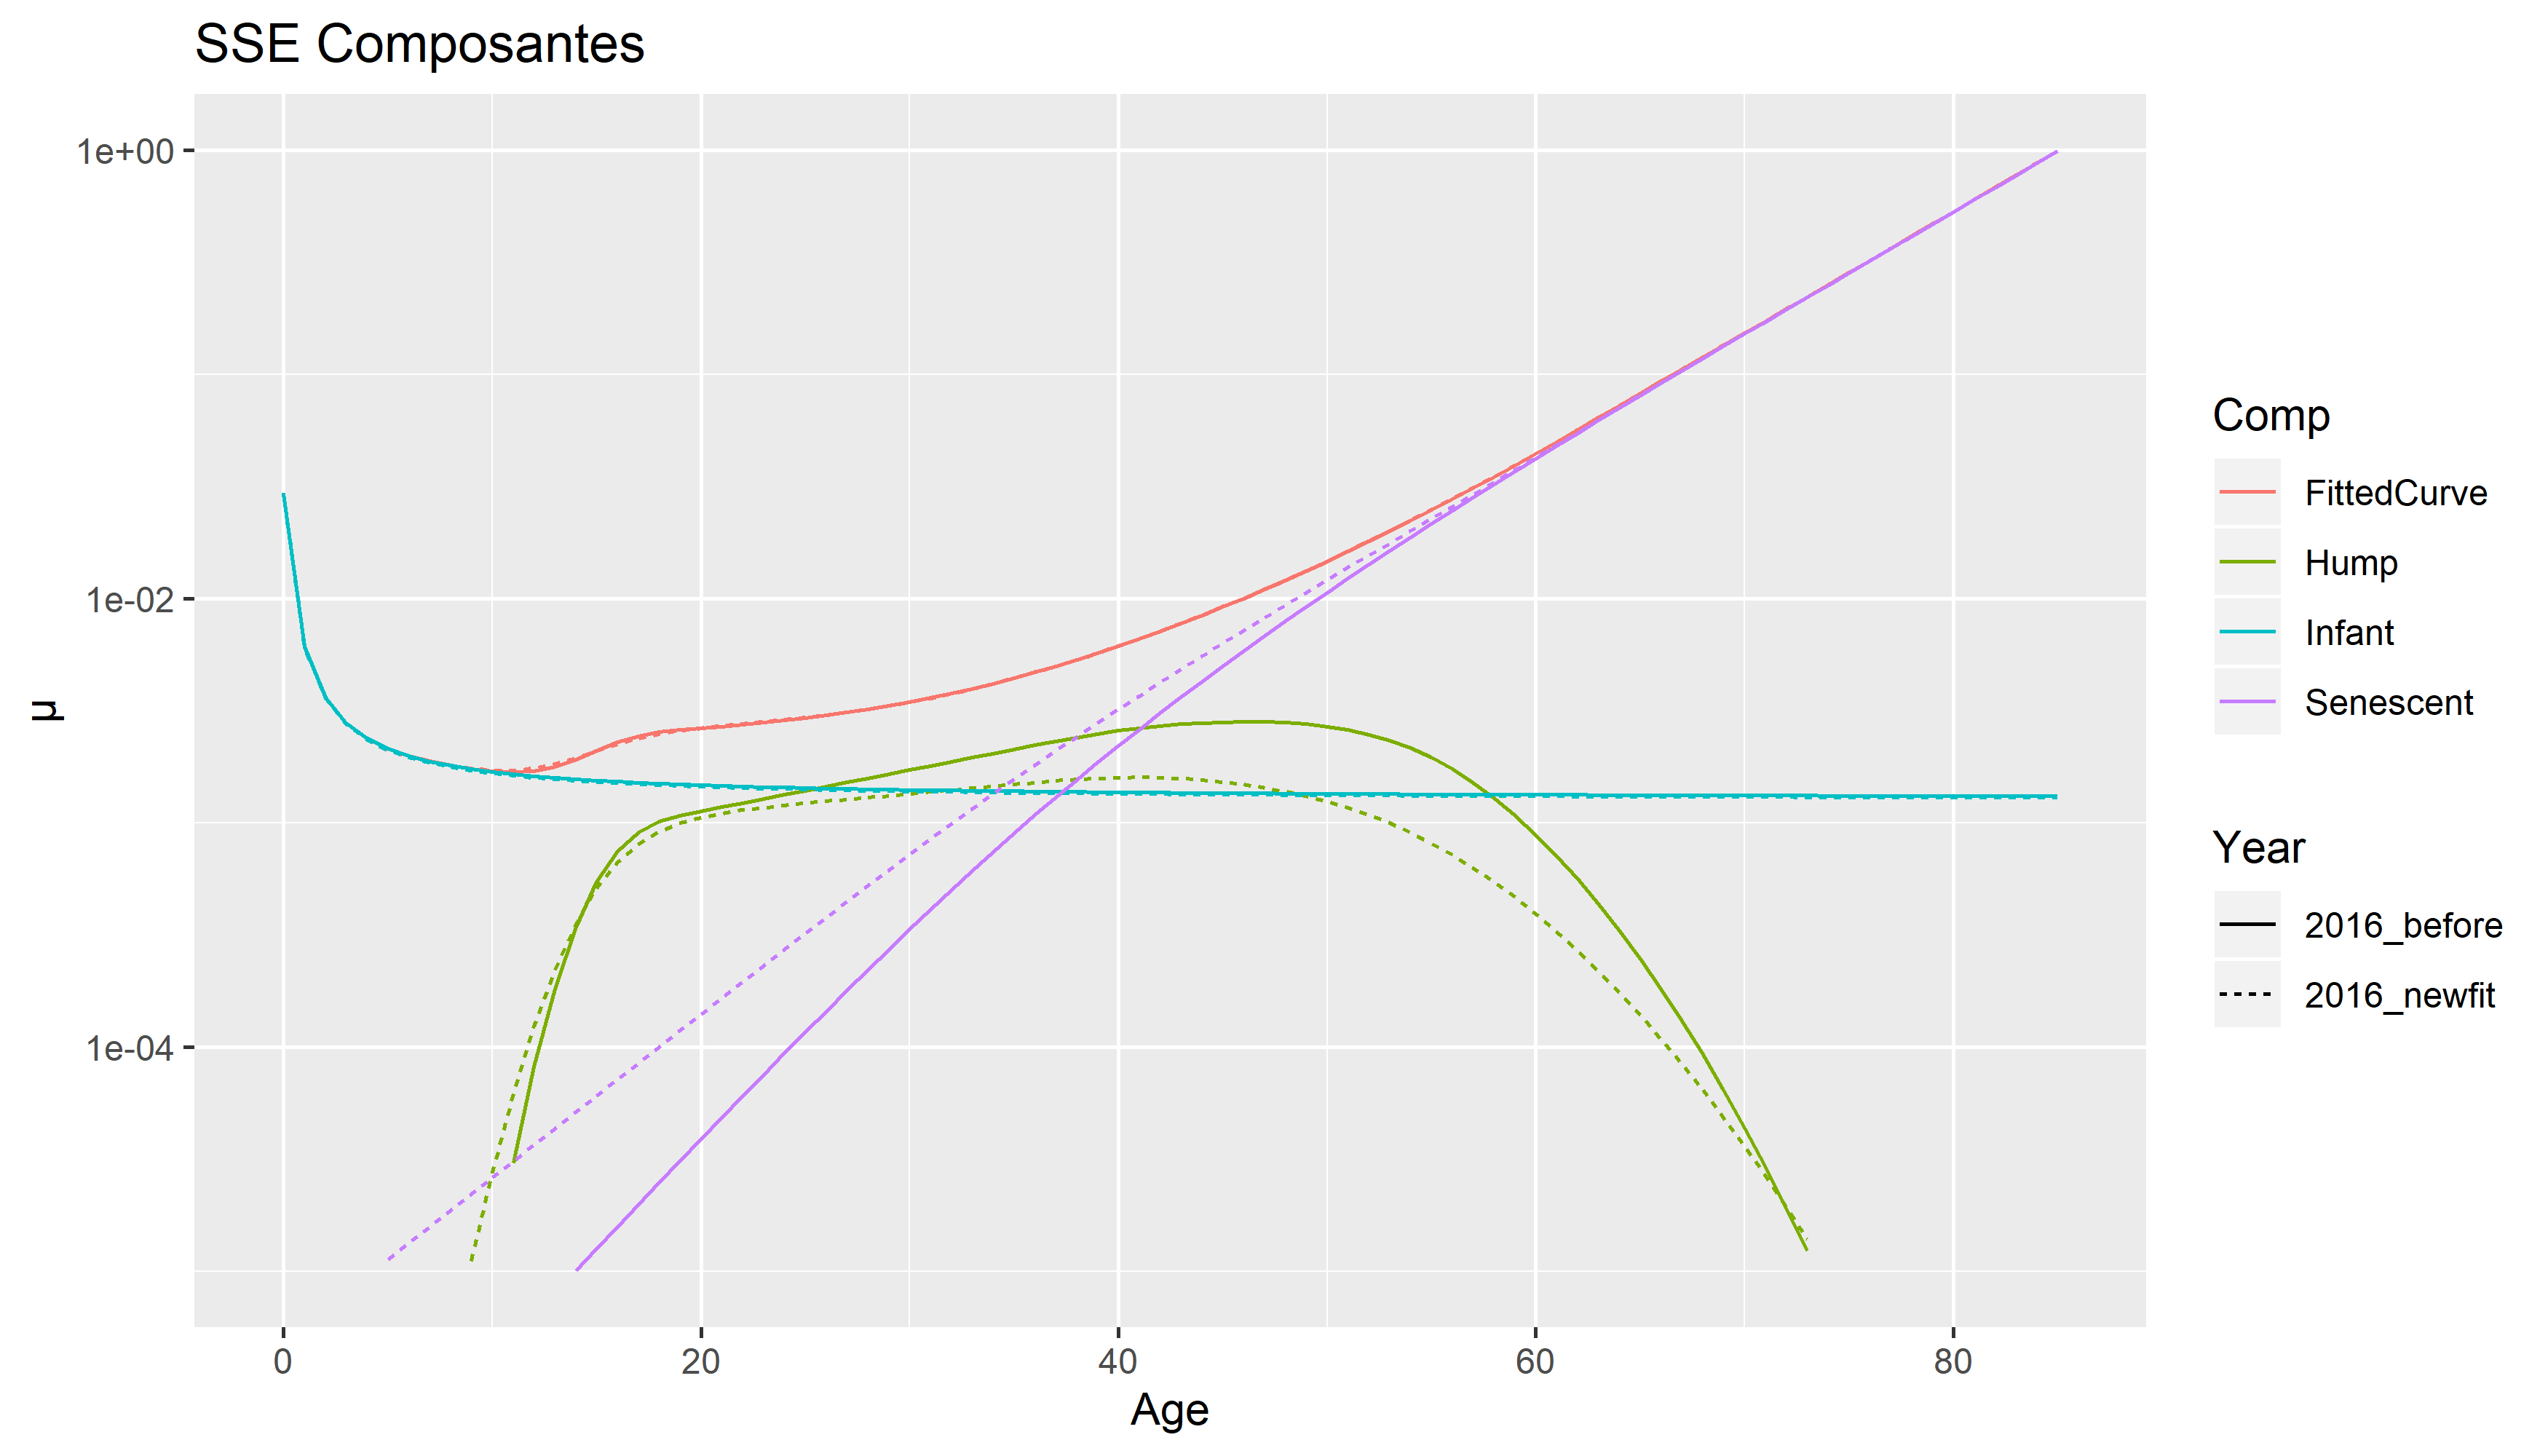 SSE Composantes
1e+00
1e-02
1e-04
μ
0 20 40 60 80
Age
Comp
FittedCurve
Hump
Infant
Senescent
Year
2016_before
2016_newfit